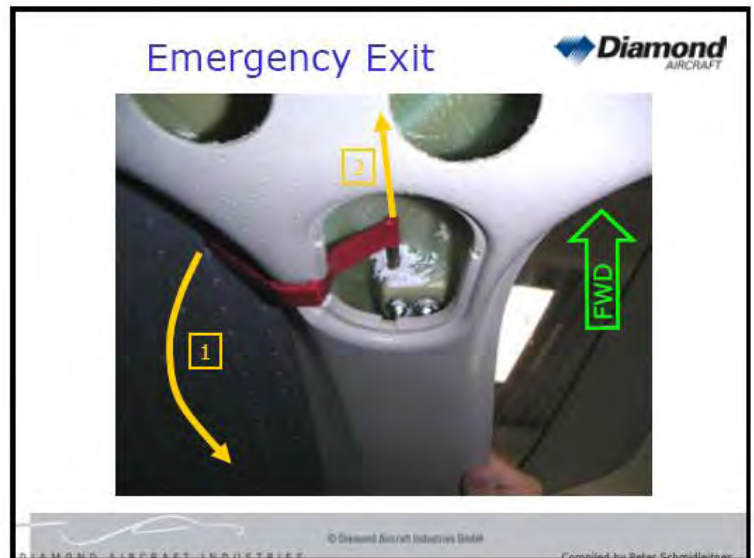 Emergency Exit
Diamond
AIRCRAFT
2
FWD
1
© Diamond Aircraft Industries GmbH
DIAMOND AIRCRAFT INDUSTRIES
Compiled by Peter Schmidleitner